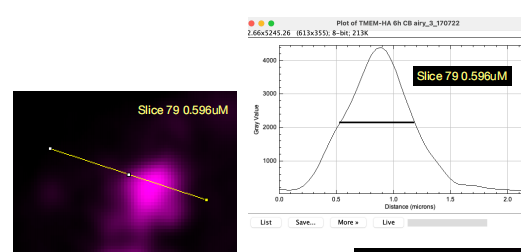 Plot of TMEM-HA 6h CB airy_3_170722
2.66x5245.26 (613x355); 8-bit; 213K
Slice 79 0.596uM
Slice 79 0.596uM
Gray Value
4000
3000
2000
1000
0.0 0.5 1.0 1.5 2.0
Distance (microns)
List Save... More » Live